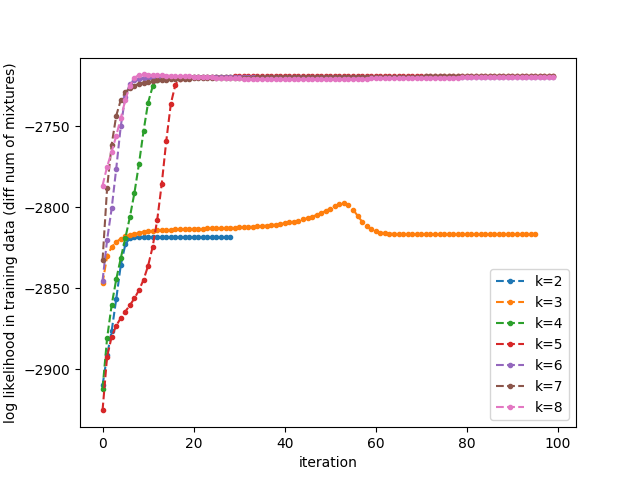 log likelihood in training data (diff num of mixtures)
−2750
−2800
−2850
−2900
0
20
40
60
80
100
iteration
k=2
k=3
k=4
k=5
k=6
k=7
k=8